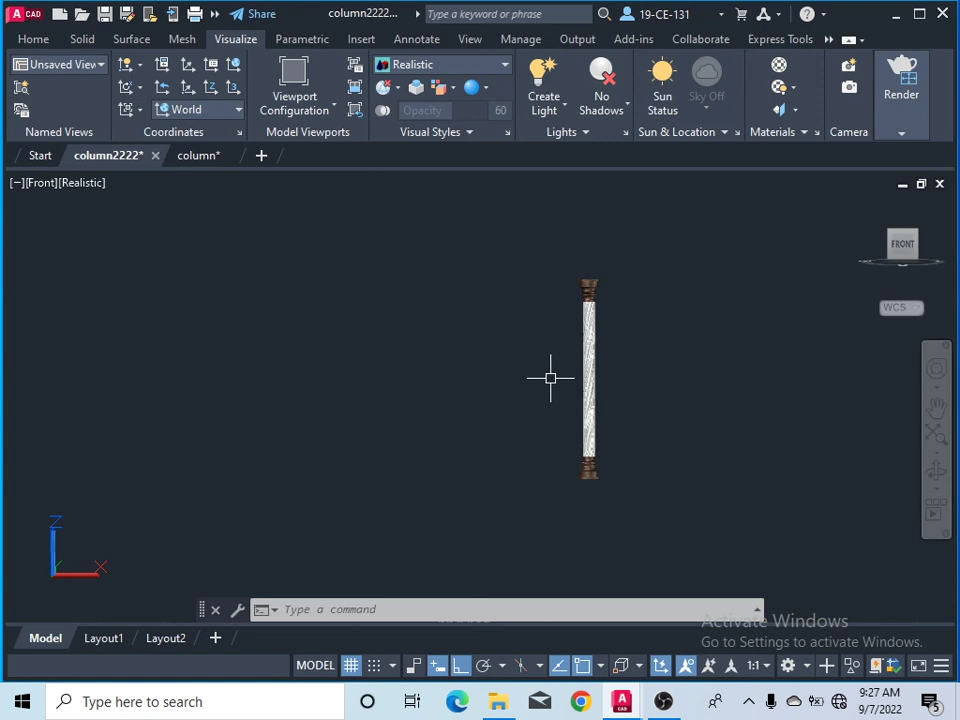 CAD Share column2222... Type a keyword or phrase 19-CE-131
Home Solid Surface Mesh Visualize Parametric Insert Annotate View Manage Output Add-ins Collaborate Express Tools
Unsaved View Realistic
World Viewport Configuration Opacity 60 Create Light No Shadows Sun Status Sky Off Render
Named Views Coordinates Model Viewports Visual Styles Lights Sun & Location Materials Camera
Start column2222* column*
[−][Front][Realistic]
FRONT
WCS
Z
X
Type a command
Activate Windows
Go to Settings to activate Windows.
Model Layout1 Layout2
MODEL 1:1
Type here to search
9:27 AM
9/7/2022
5